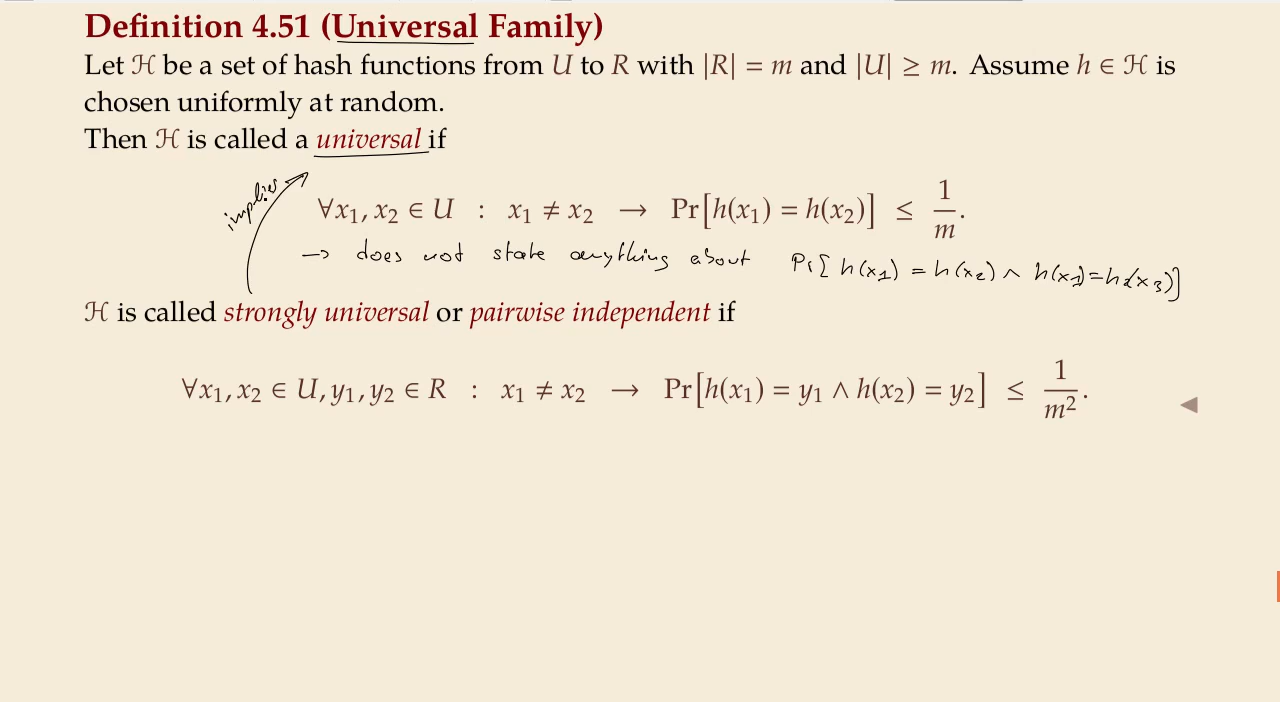 Definition 4.51 (Universal Family)
Let ℋ be a set of hash functions from U to R with |R| = m and |U| ≥ m. Assume h ∈ ℋ is
chosen uniformly at random.
Then ℋ is called a universal if
implies
∀x₁, x₂ ∈ U : x₁ ≠ x₂ → Pr[h(x₁) = h(x₂)] ≤ 1/m.
→ does not state anything about Pr[h(x₁) = h(x₂) ∧ h(x₁) = h(x₃)]
ℋ is called strongly universal or pairwise independent if
∀x₁, x₂ ∈ U, y₁, y₂ ∈ R : x₁ ≠ x₂ → Pr[h(x₁) = y₁ ∧ h(x₂) = y₂] ≤ 1/m².